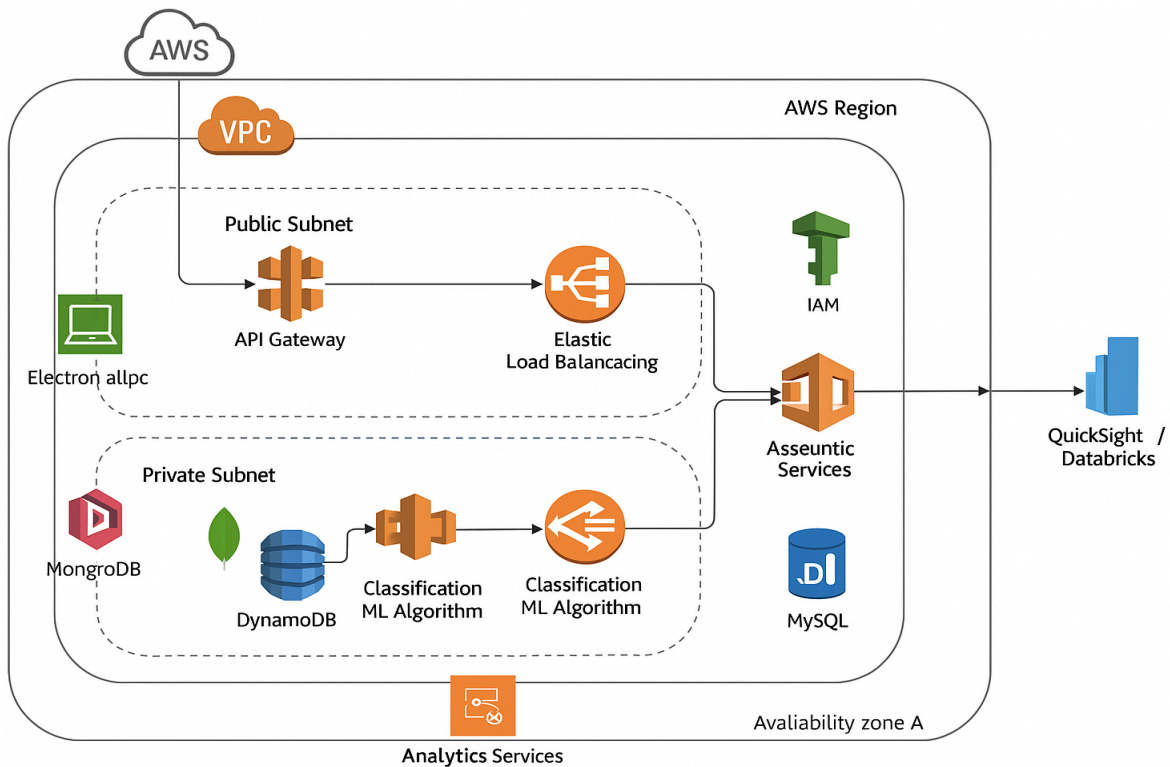 AWS
AWS Region
VPC
Public Subnet
API Gateway
Elastic
Load Balancacing
IAM
Electron allpc
Asseuntic
Services
QuickSight /
Databricks
Private Subnet
MongroDB
DynamoDB
Classification
ML Algorithm
Classification
ML Algorithm
.DI
MySQL
Avaliability zone A
Analytics Services